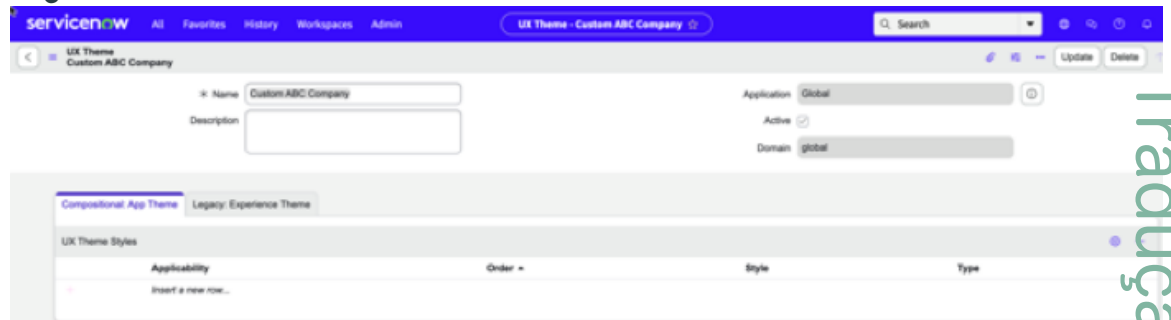 servicenow All Favorites History Workspaces Admin UX Theme - Custom ABC Company ☆ Search
UX Theme
Custom ABC Company
Update Delete
* Name Custom ABC Company
Application Global
Description
Active
Domain global
Compositional: App Theme Legacy: Experience Theme
UX Theme Styles
Applicability Order Style Type
Insert a new row...
Traduçã